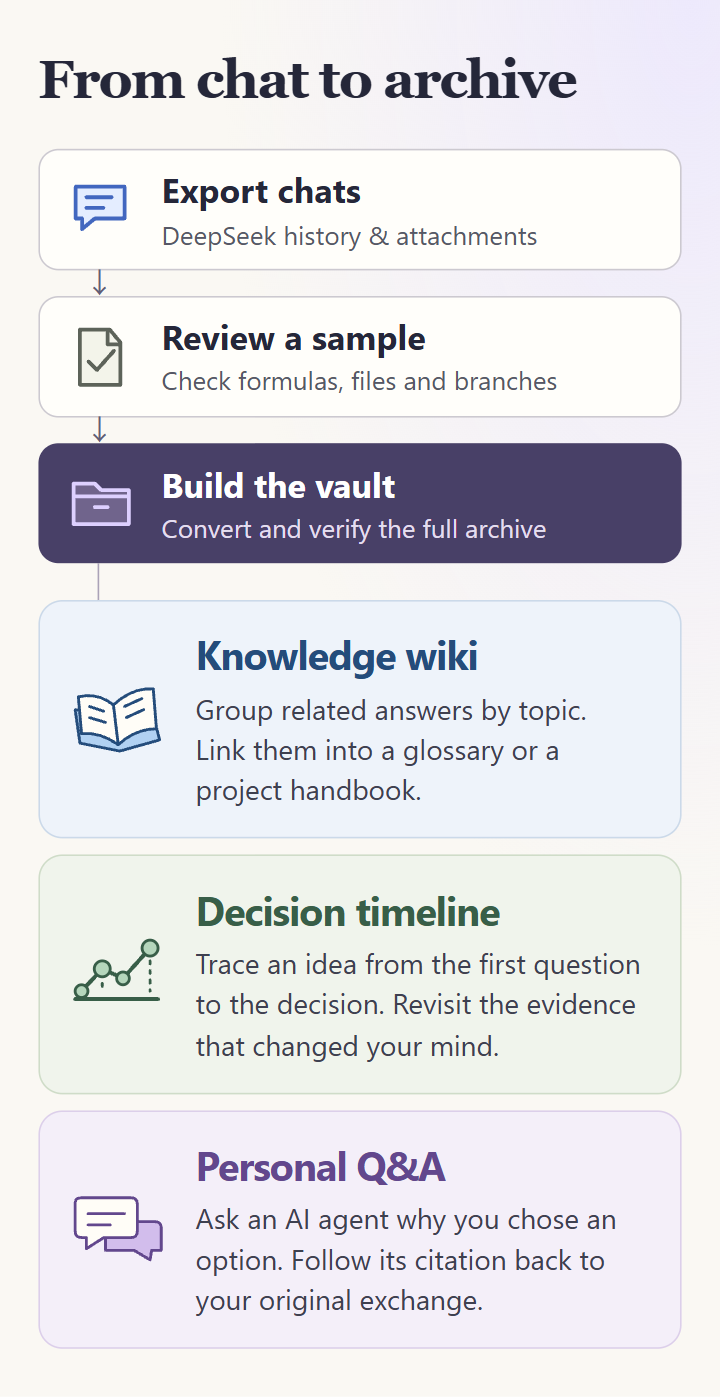 From chat to archive
Export chats
DeepSeek history & attachments
Review a sample
Check formulas, files and branches
Build the vault
Convert and verify the full archive
Knowledge wiki
Group related answers by topic.
Link them into a glossary or a
project handbook.
Decision timeline
Trace an idea from the first question
to the decision. Revisit the evidence
that changed your mind.
Personal Q&A
Ask an AI agent why you chose an
option. Follow its citation back to
your original exchange.